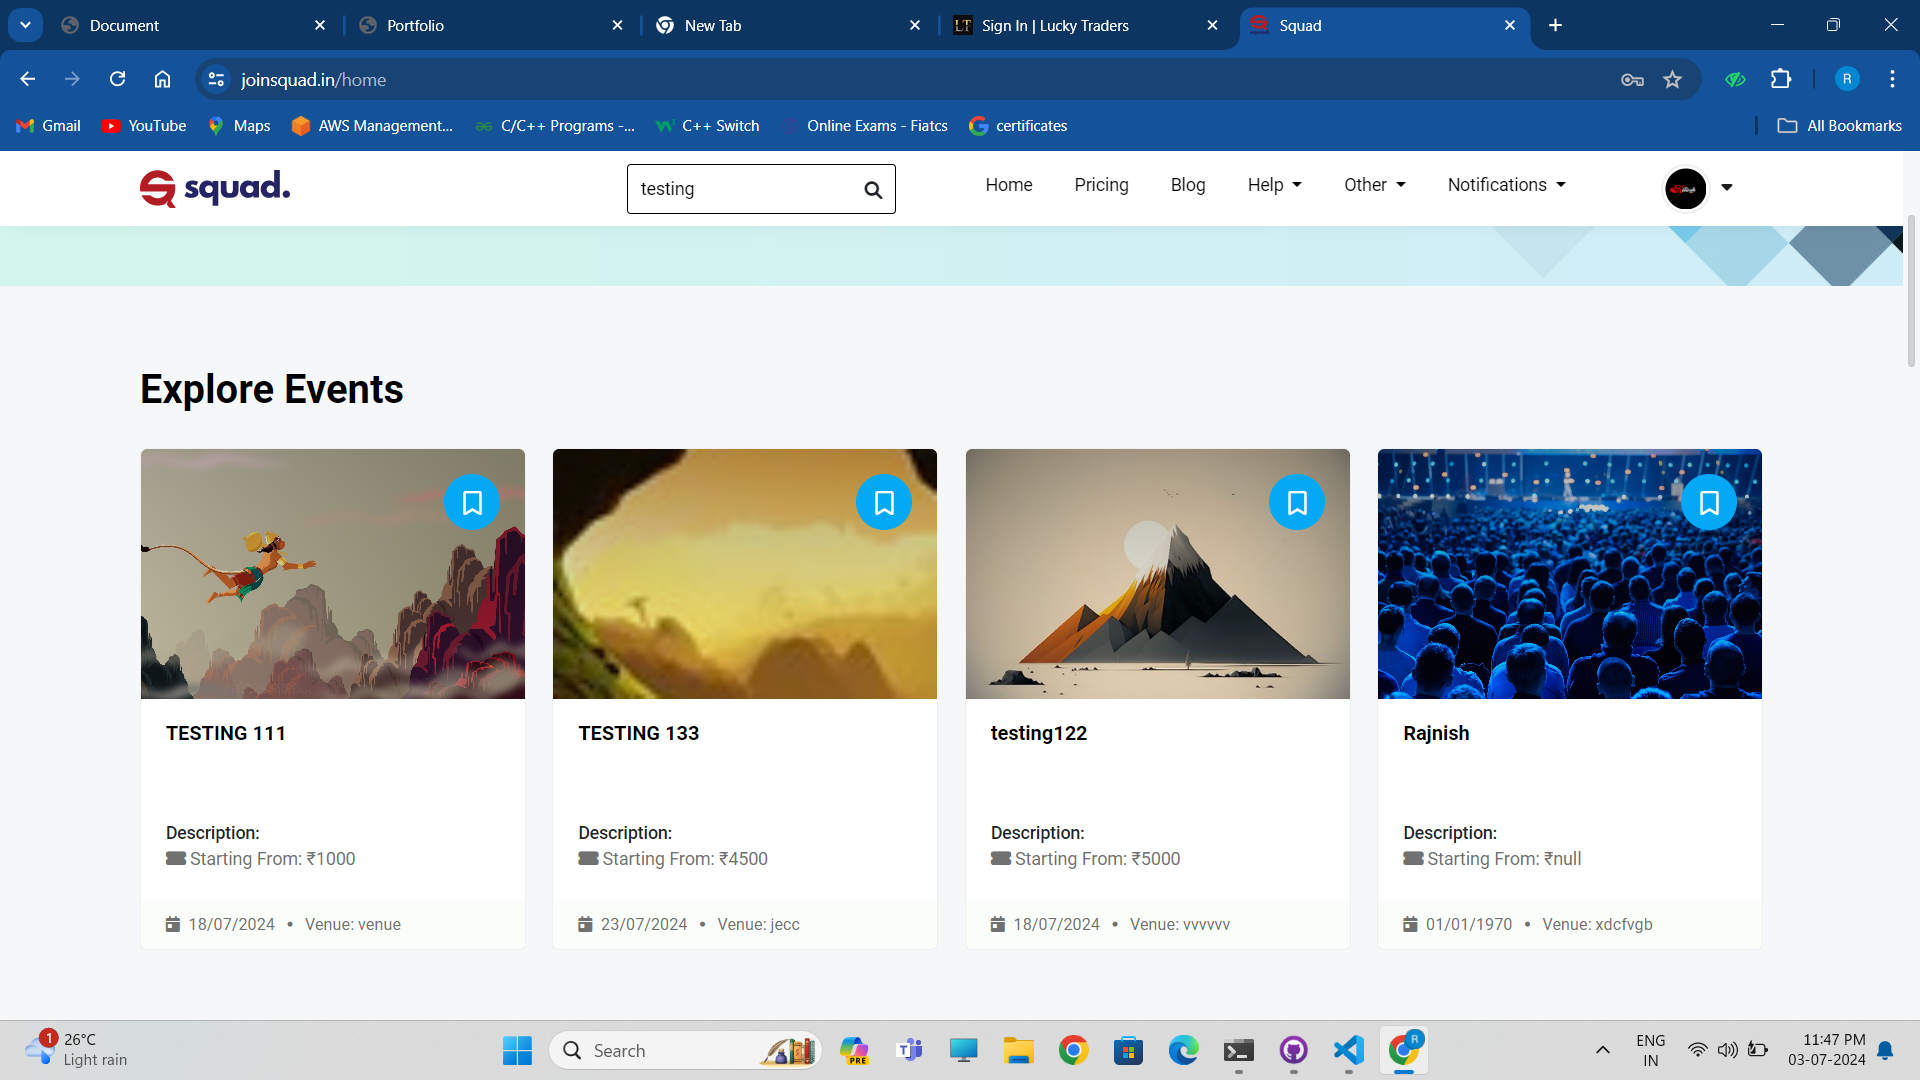 Document
Portfolio
New Tab
Sign In | Lucky Traders
Squad
joinsquad.in/home
R
Gmail
YouTube
Maps
AWS Management...
C/C++ Programs -...
C++ Switch
Online Exams - Fiatcs
certificates
All Bookmarks
squad.
testing
Home
Pricing
Blog
Help
Other
Notifications
Explore Events
TESTING 111
Description:
Starting From: ₹1000
18/07/2024 • Venue: venue
TESTING 133
Description:
Starting From: ₹4500
23/07/2024 • Venue: jecc
testing122
Description:
Starting From: ₹5000
18/07/2024 • Venue: vvvvvv
Rajnish
Description:
Starting From: ₹null
01/01/1970 • Venue: xdcfvgb
1
26°C
Light rain
Search
PRE
R
ENG
IN
11:47 PM
03-07-2024